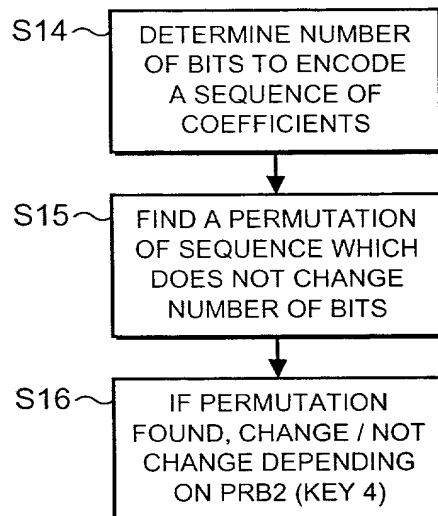 S14
DETERMINE NUMBER
OF BITS TO ENCODE
A SEQUENCE OF
COEFFICIENTS
S15
FIND A PERMUTATION
OF SEQUENCE WHICH
DOES NOT CHANGE
NUMBER OF BITS
S16
IF PERMUTATION
FOUND, CHANGE / NOT
CHANGE DEPENDING
ON PRB2 (KEY 4)